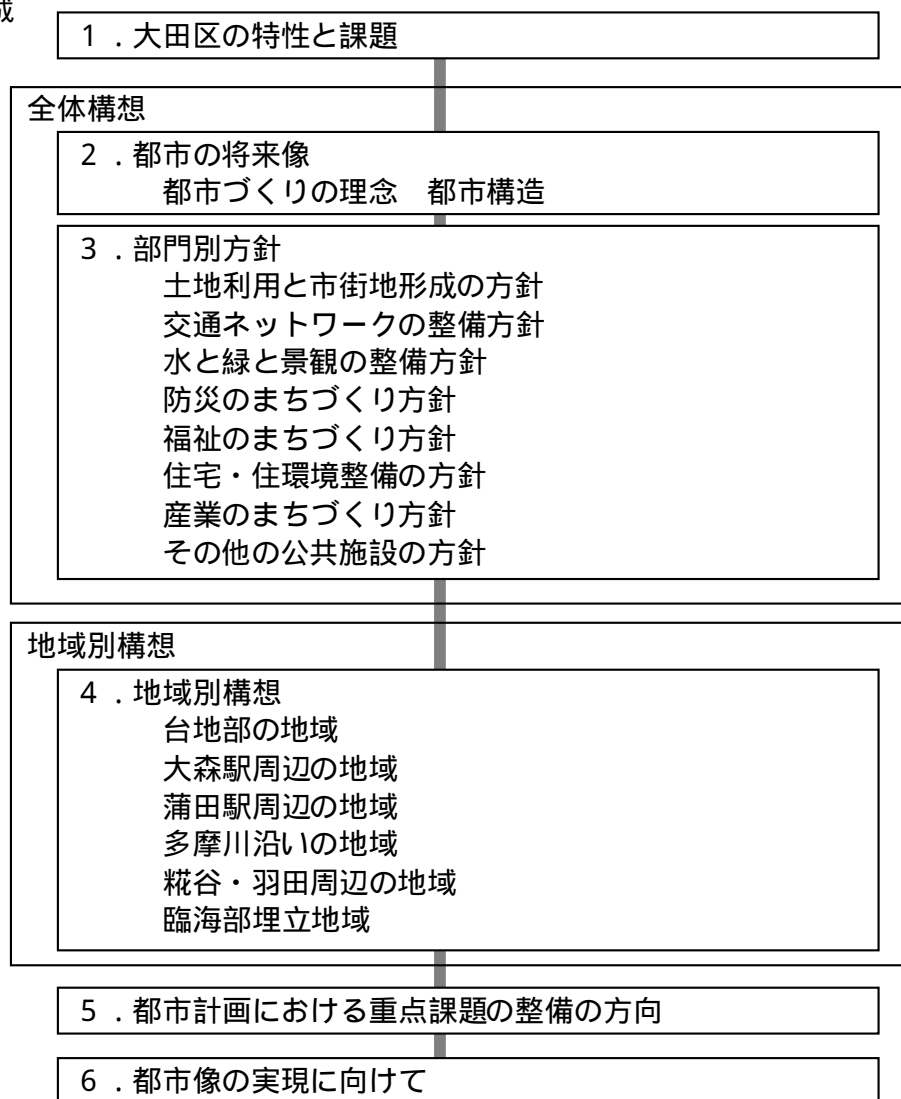 成
1．大田区の特性と課題
全体構想
2．都市の将来像
都市づくりの理念　都市構造
3．部門別方針
土地利用と市街地形成の方針
交通ネットワークの整備方針
水と緑と景観の整備方針
防災のまちづくり方針
福祉のまちづくり方針
住宅・住環境整備の方針
産業のまちづくり方針
その他の公共施設の方針
地域別構想
4．地域別構想
台地部の地域
大森駅周辺の地域
蒲田駅周辺の地域
多摩川沿いの地域
糀谷・羽田周辺の地域
臨海部埋立地域
5．都市計画における重点課題の整備の方向
6．都市像の実現に向けて